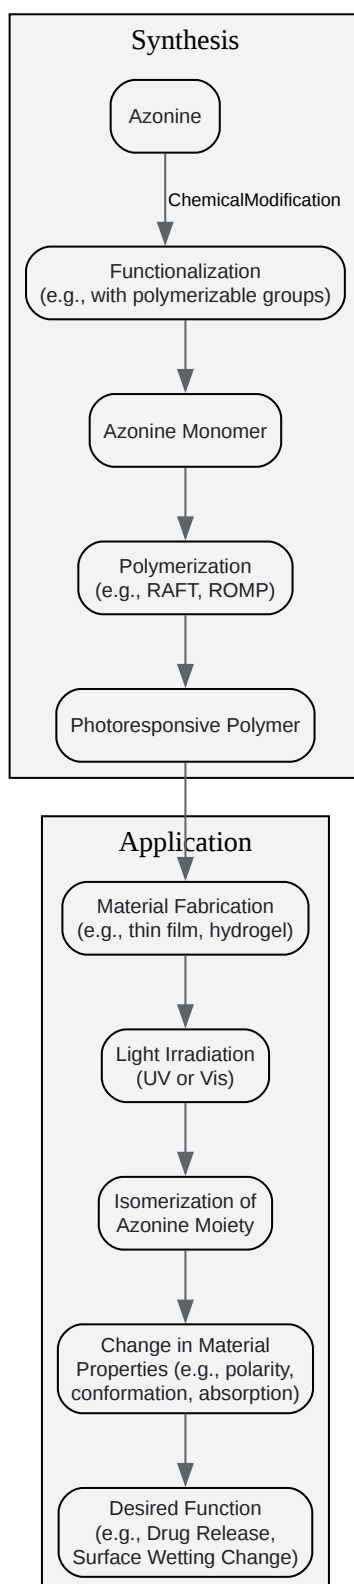 Synthesis
Azonine
ChemicalModification
Functionalization
(e.g., with polymerizable groups)
Azonine Monomer
Polymerization
(e.g., RAFT, ROMP)
Photoresponsive Polymer
Application
Material Fabrication
(e.g., thin film, hydrogel)
Light Irradiation
(UV or Vis)
Isomerization of
Azonine Moiety
Change in Material
Properties (e.g., polarity,
conformation, absorption)
Desired Function
(e.g., Drug Release,
Surface Wetting Change)